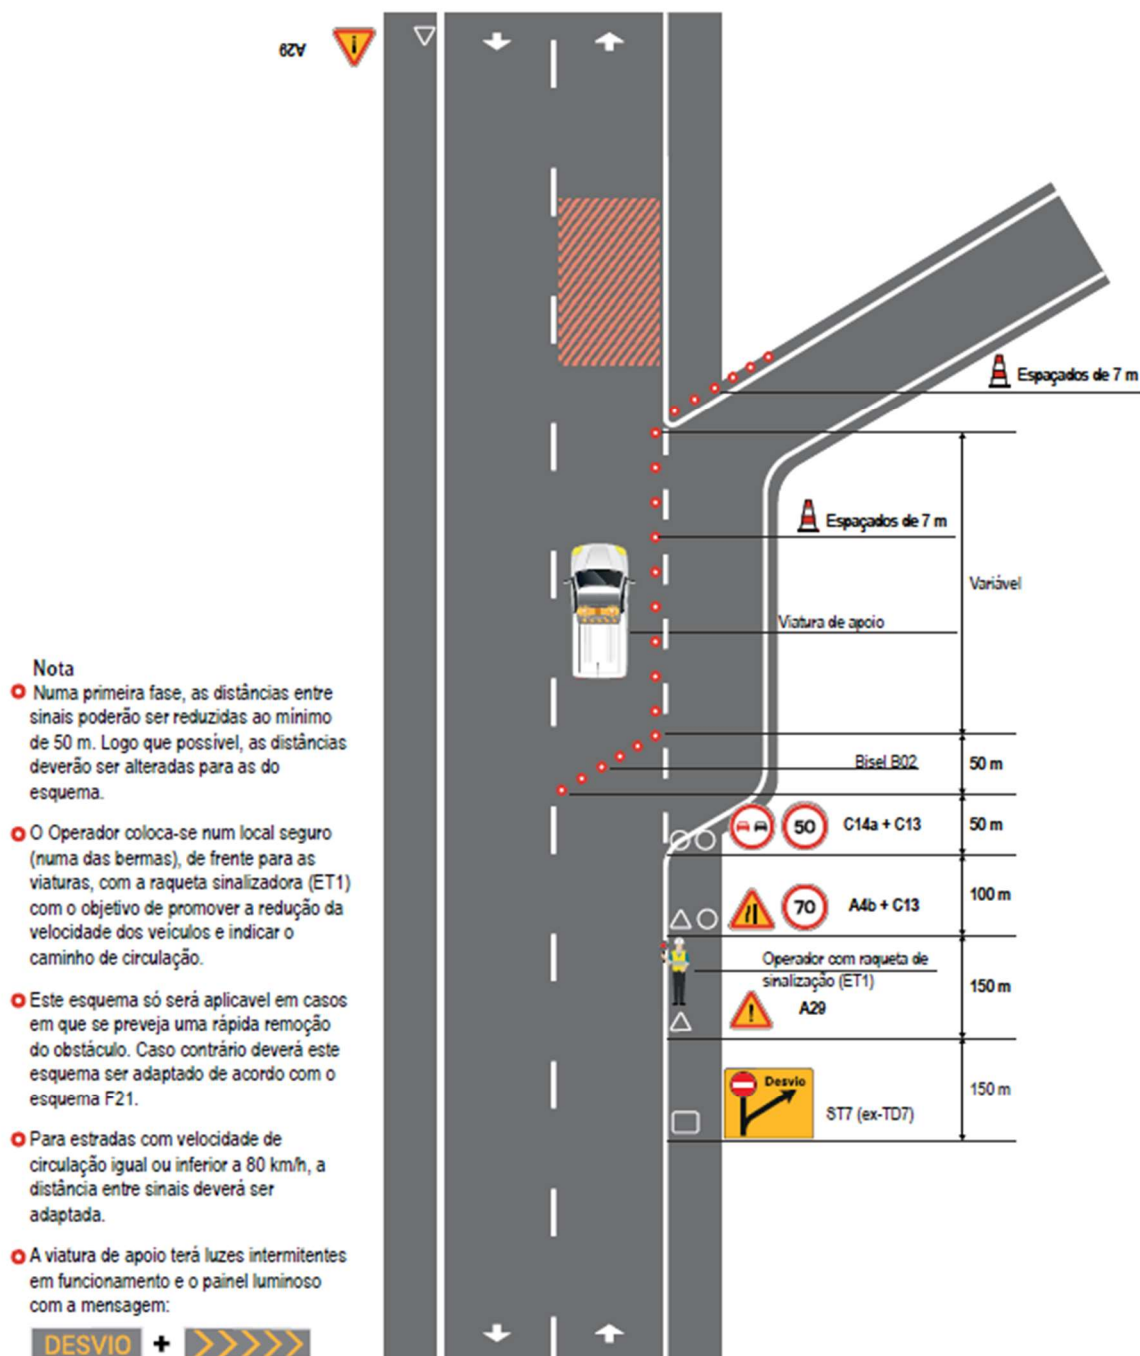 A29
Espaçados de 7 m
Espaçados de 7 m
Variável
Viatura de apoio
Nota
Numa primeira fase, as distâncias entre
sinais poderão ser reduzidas ao mínimo
de 50 m. Logo que possível, as distâncias
deverão ser alteradas para as do
esquema.
Bisel B02
50 m
50
C14a + C13
50 m
O Operador coloca-se num local seguro
(numa das bermas), de frente para as
viaturas, com a raqueta sinalizadora (ET1)
com o objetivo de promover a redução da
velocidade dos veículos e indicar o
caminho de circulação.
70
A4b + C13
100 m
Operador com raqueta de
sinalização (ET1)
A29
150 m
Este esquema só será aplicavel em casos
em que se preveja uma rápida remoção
do obstáculo. Caso contrário deverá este
esquema ser adaptado de acordo com o
esquema F21.
Desvio
ST7 (ex-TD7)
150 m
Para estradas com velocidade de
circulação igual ou inferior a 80 km/h, a
distância entre sinais deverá ser
adaptada.
A viatura de apoio terá luzes intermitentes
em funcionamento e o painel luminoso
com a mensagem:
DESVIO + >>>>>